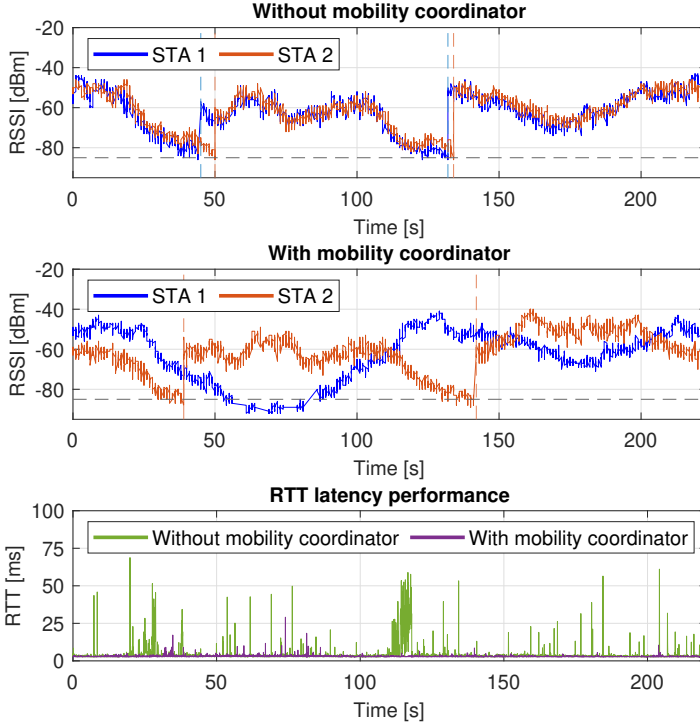 Without mobility coordinator
-20
-40
-60
-80
RSSI [dBm]
STA 1
STA 2
0
50
100
150
200
Time [s]
With mobility coordinator
-20
-40
-60
-80
RSSI [dBm]
STA 1
STA 2
0
50
100
150
200
Time [s]
RTT latency performance
100
75
50
25
0
RTT [ms]
Without mobility coordinator
With mobility coordinator
0
50
100
150
200
Time [s]